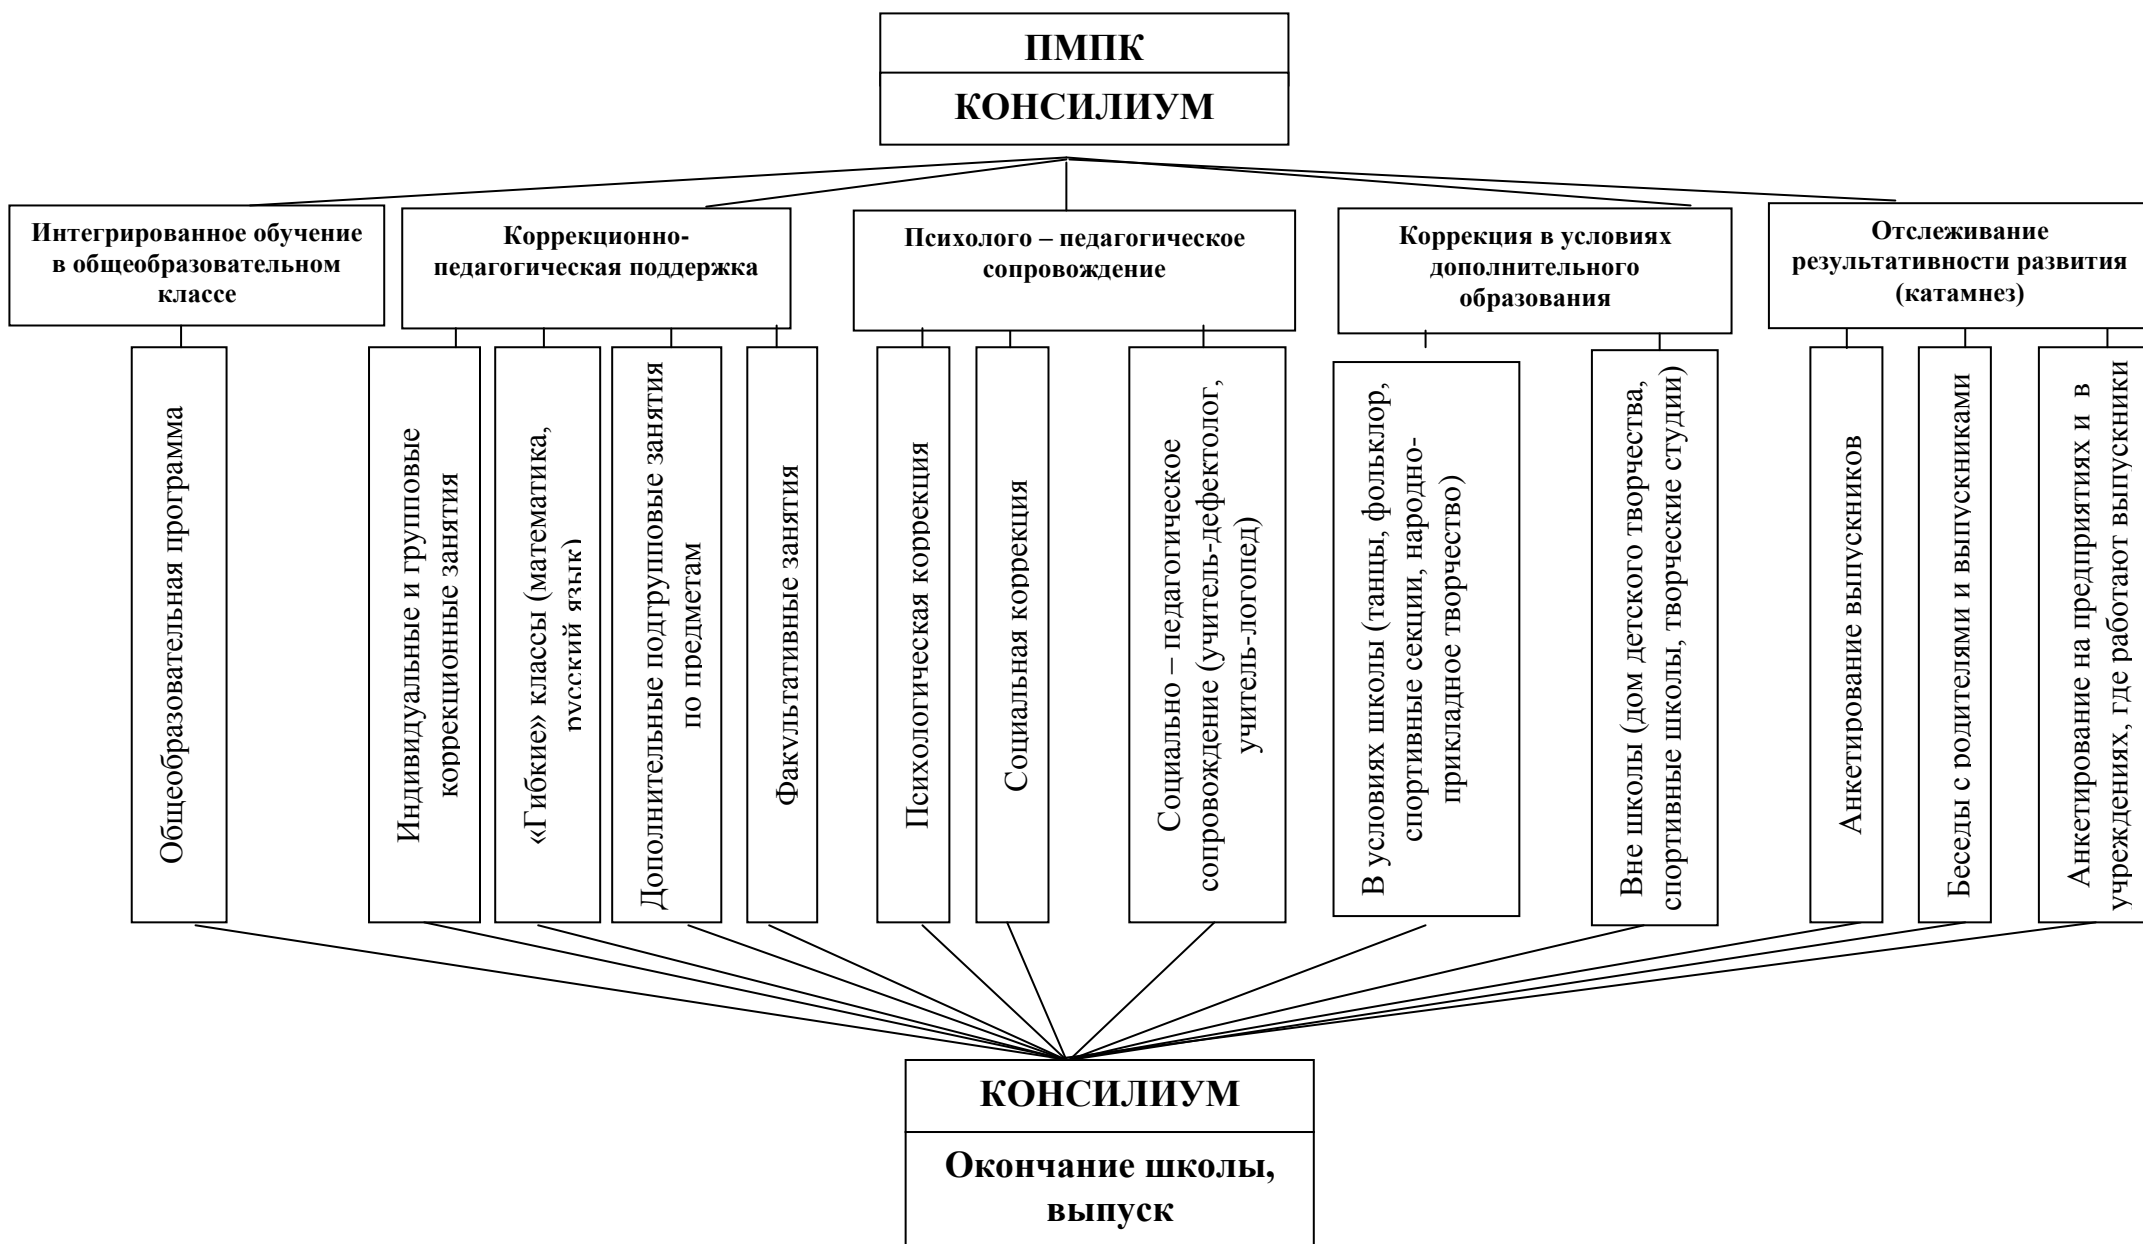 ПМПК
КОНСИЛИУМ
Интегрированное обучение
в общеобразовательном
классе
Коррекционно-
педагогическая поддержка
Психолого – педагогическое
сопровождение
Коррекция в условиях
дополнительного
образования
Отслеживание
результативности развития
(катамнез)
Общеобразовательная программа
Индивидуальные и групповые
коррекционные занятия
«Гибкие» классы (математика,
русский язык)
Дополнительные подгрупповые занятия
по предметам
Факультативные занятия
Психологическая коррекция
Социальная коррекция
Социально – педагогическое
сопровождение (учитель-дефектолог,
учитель-логопед)
В условиях школы (танцы, фольклор,
спортивные секции, народно-
прикладное творчество)
Вне школы (дом детского творчества,
спортивные школы, творческие студии)
Анкетирование выпускников
Беседы с родителями и выпускниками
Анкетирование на предприятиях и в
учреждениях, где работают выпускники
КОНСИЛИУМ
Окончание школы,
выпуск